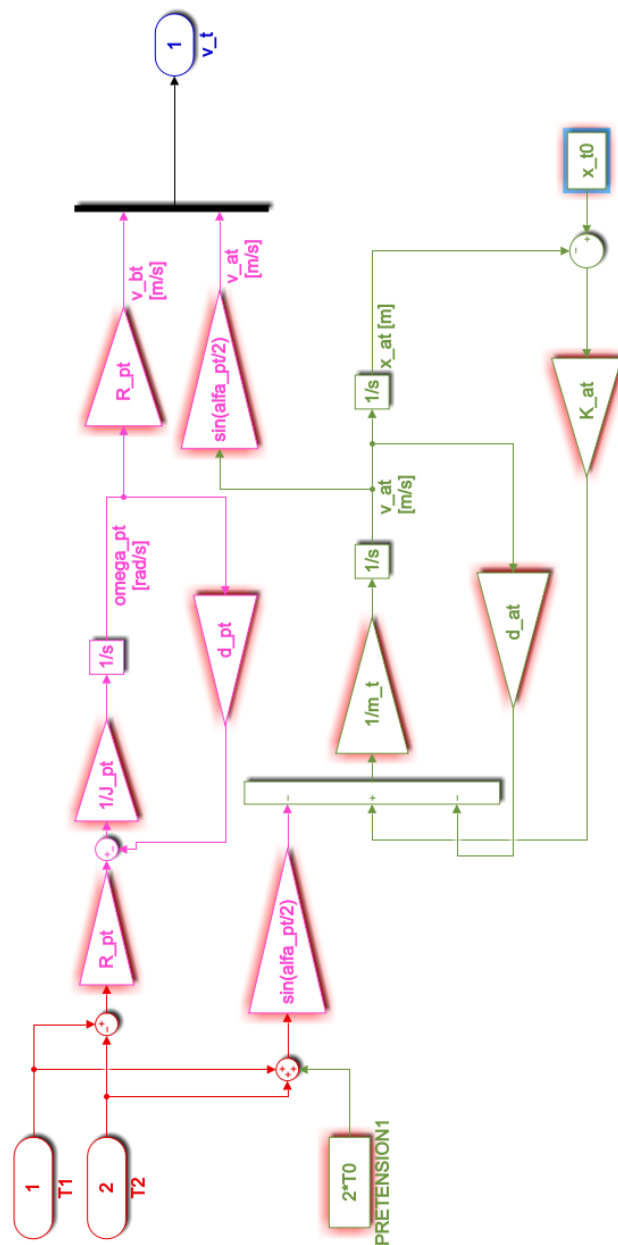 1
T1
2
T2
2*T0
PRETENSION1
+
-
+
+
+
R_pt
sin(alfa_pt/2)
+
-
1/J_pt
1/s
omega_pt
[rad/s]
d_pt
R_pt
v_bt
[m/s]
sin(alfa_pt/2)
v_at
[m/s]
1
v_t
-
+
-
1/m_t
1/s
v_at
[m/s]
1/s
x_at [m]
d_at
K_at
-
+
x_t0